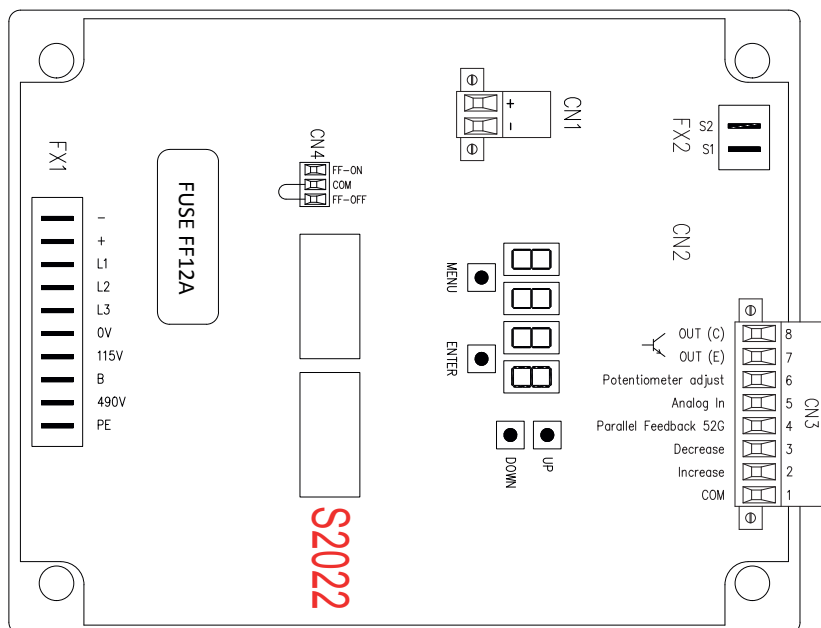 FX1
-
+
L1
L2
L3
0V
115V
B
490V
PE
FUSE FF12A
CN4
FF-ON
COM
FF-OFF
CN1
+
-
FX2
S2
S1
CN2
MENU
ENTER
DOWN
UP
OUT (C) 8
OUT (E) 7
Potentiometer adjust 6
Analog In 5
Parallel Feedback 52G 4
Decrease 3
Increase 2
COM 1
CN3
S2022